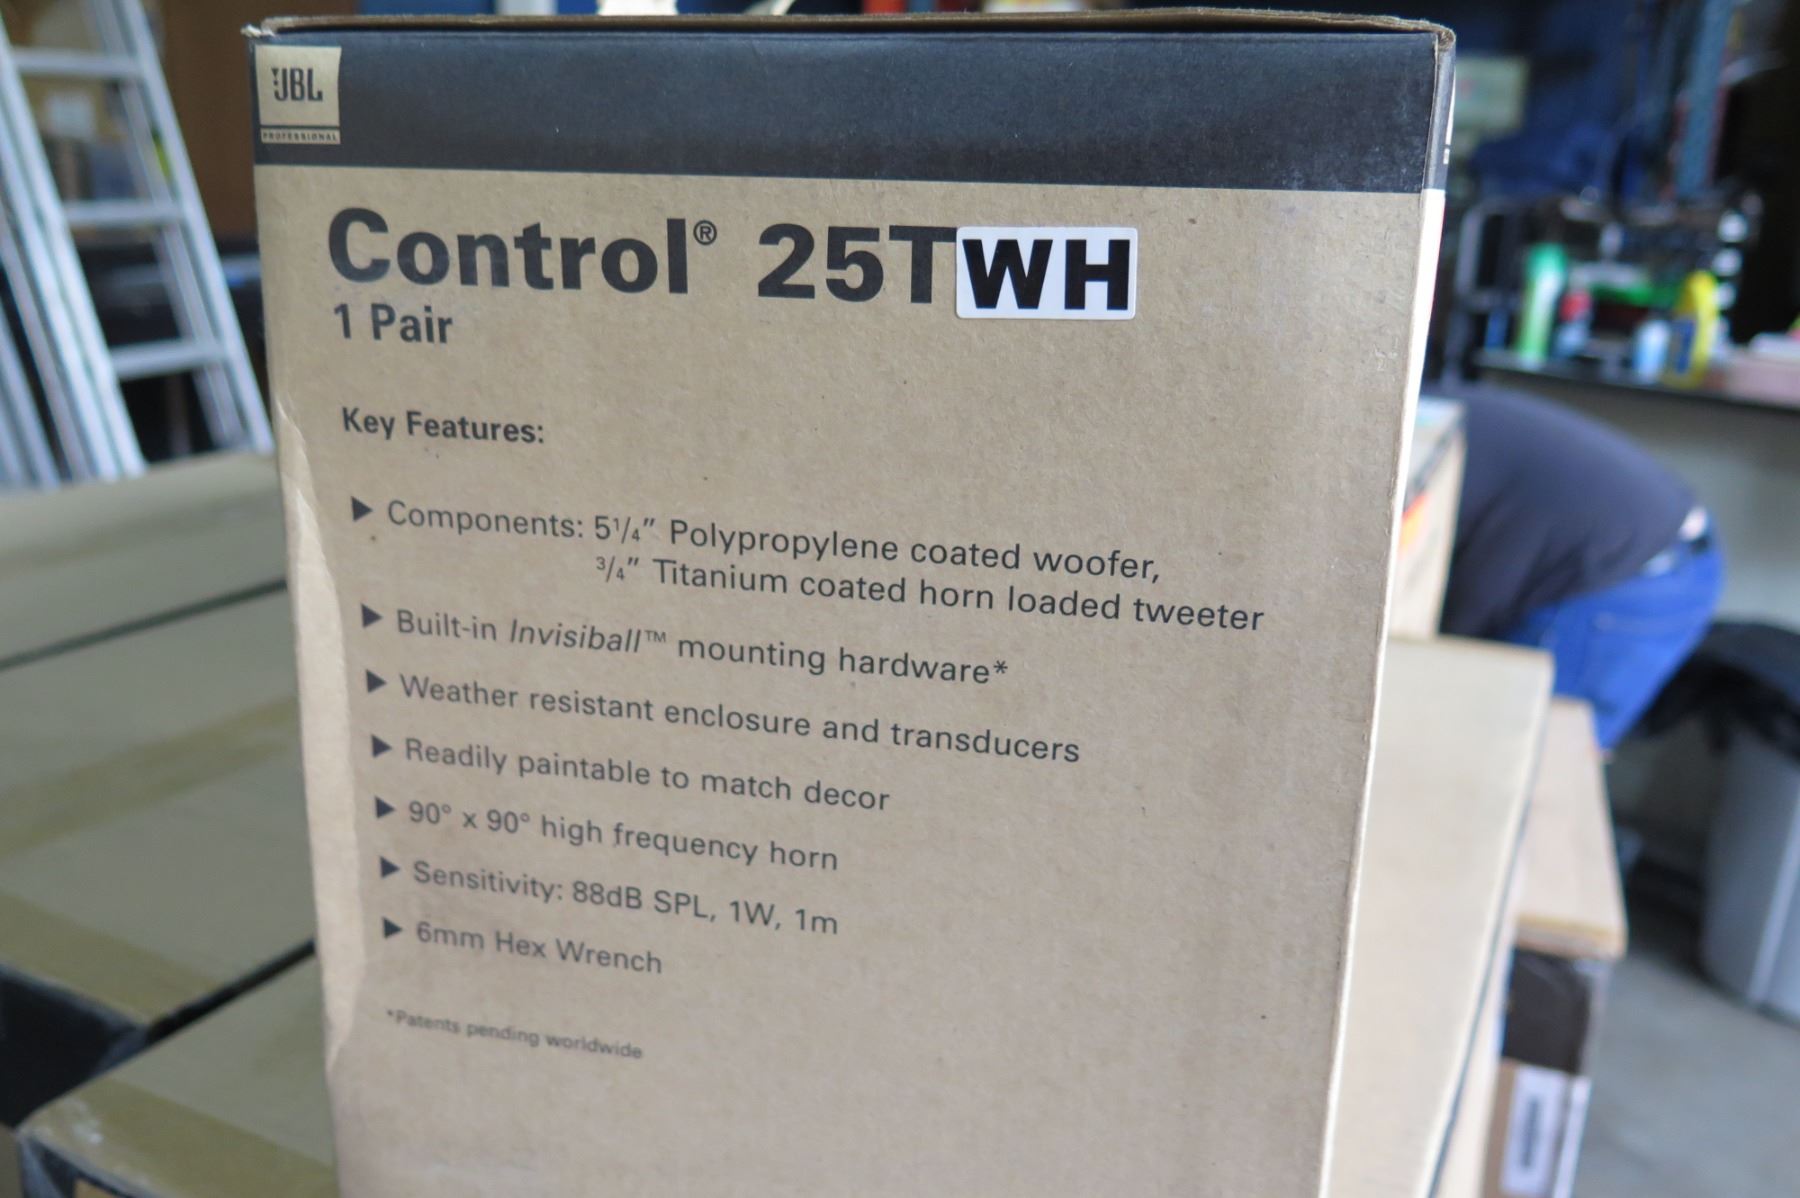 JBL
PROFESSIONAL
Control® 25TWH
1 Pair
Key Features:
▶ Components: 5¼" Polypropylene coated woofer,
¾" Titanium coated horn loaded tweeter
▶ Built-in Invisiball™ mounting hardware*
▶ Weather resistant enclosure and transducers
▶ Readily paintable to match decor
▶ 90° x 90° high frequency horn
▶ Sensitivity: 88dB SPL, 1W, 1m
▶ 6mm Hex Wrench
*Patents pending worldwide